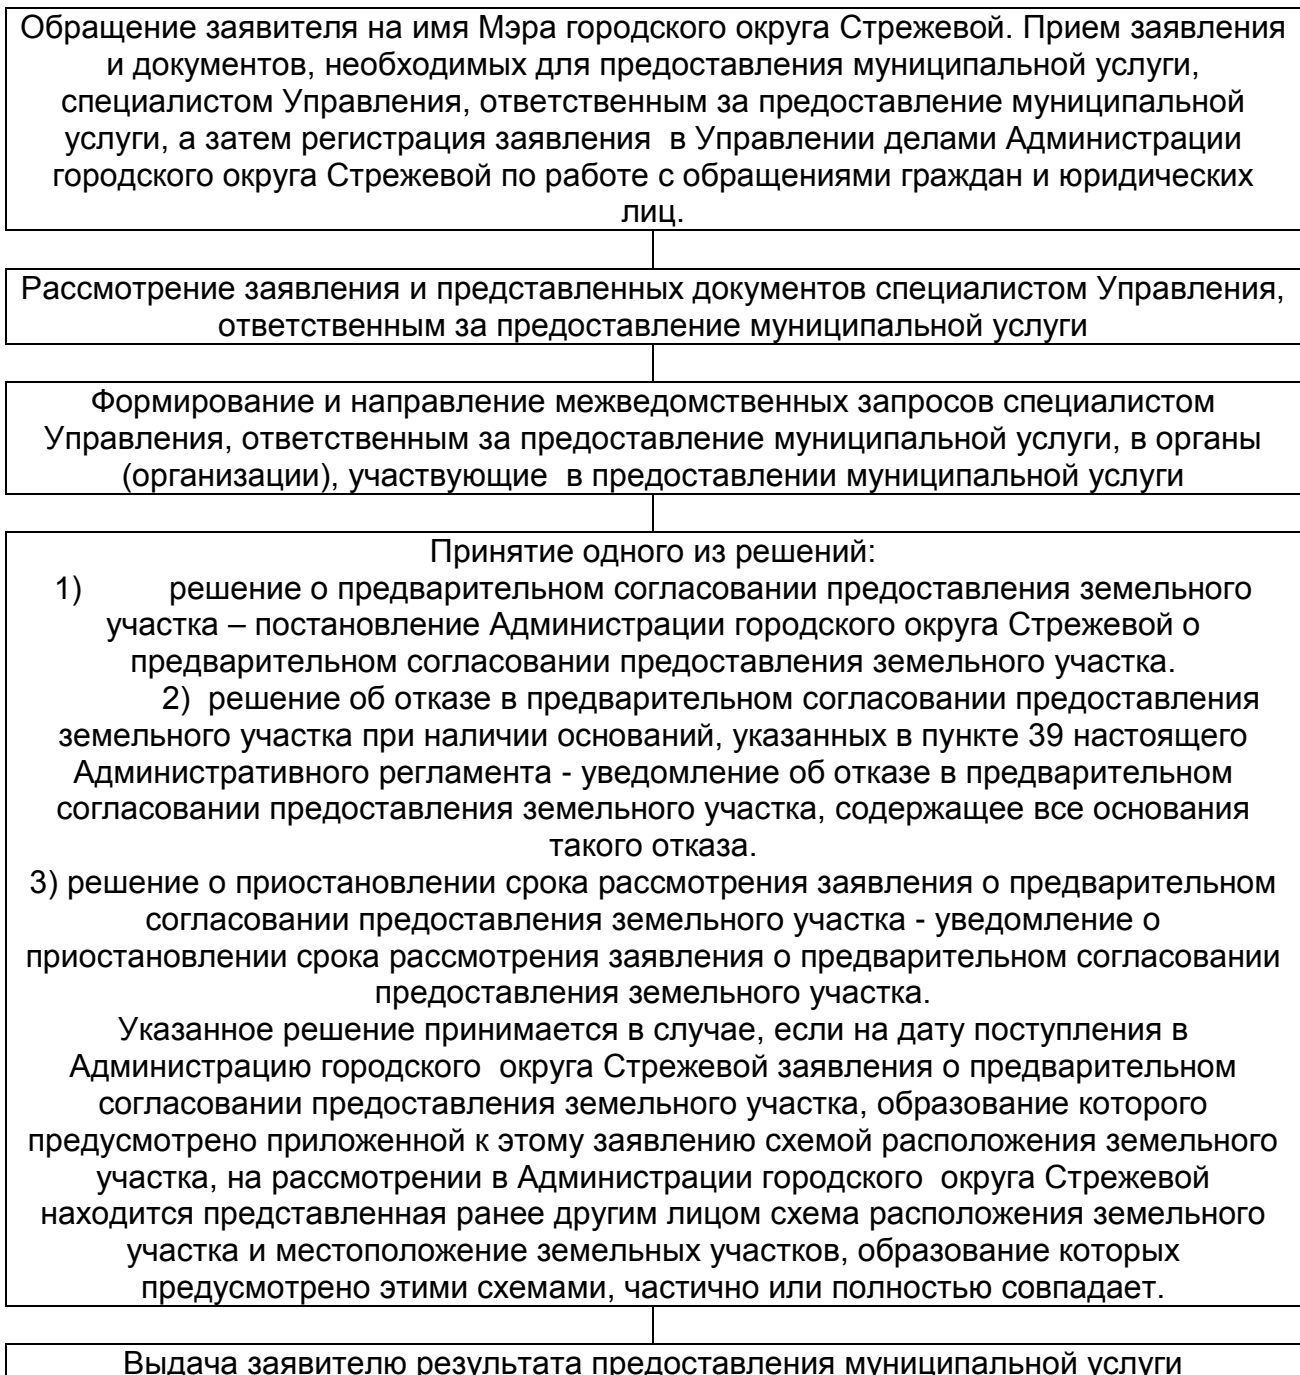 Обращение заявителя на имя Мэра городского округа Стрежевой. Прием заявления
и документов, необходимых для предоставления муниципальной услуги,
специалистом Управления, ответственным за предоставление муниципальной
услуги, а затем регистрация заявления  в Управлении делами Администрации
городского округа Стрежевой по работе с обращениями граждан и юридических
лиц.
Рассмотрение заявления и представленных документов специалистом Управления,
ответственным за предоставление муниципальной услуги
Формирование и направление межведомственных запросов специалистом
Управления, ответственным за предоставление муниципальной услуги, в органы
(организации), участвующие  в предоставлении муниципальной услуги
Принятие одного из решений:
1) решение о предварительном согласовании предоставления земельного
участка – постановление Администрации городского округа Стрежевой о
предварительном согласовании предоставления земельного участка.
2)  решение об отказе в предварительном согласовании предоставления
земельного участка при наличии оснований, указанных в пункте 39 настоящего
Административного регламента - уведомление об отказе в предварительном
согласовании предоставления земельного участка, содержащее все основания
такого отказа.
3) решение о приостановлении срока рассмотрения заявления о предварительном
согласовании предоставления земельного участка - уведомление о
приостановлении срока рассмотрения заявления о предварительном согласовании
предоставления земельного участка.
Указанное решение принимается в случае, если на дату поступления в
Администрацию городского  округа Стрежевой заявления о предварительном
согласовании предоставления земельного участка, образование которого
предусмотрено приложенной к этому заявлению схемой расположения земельного
участка, на рассмотрении в Администрации городского  округа Стрежевой
находится представленная ранее другим лицом схема расположения земельного
участка и местоположение земельных участков, образование которых
предусмотрено этими схемами, частично или полностью совпадает.
Выдача заявителю результата предоставления муниципальной услуги